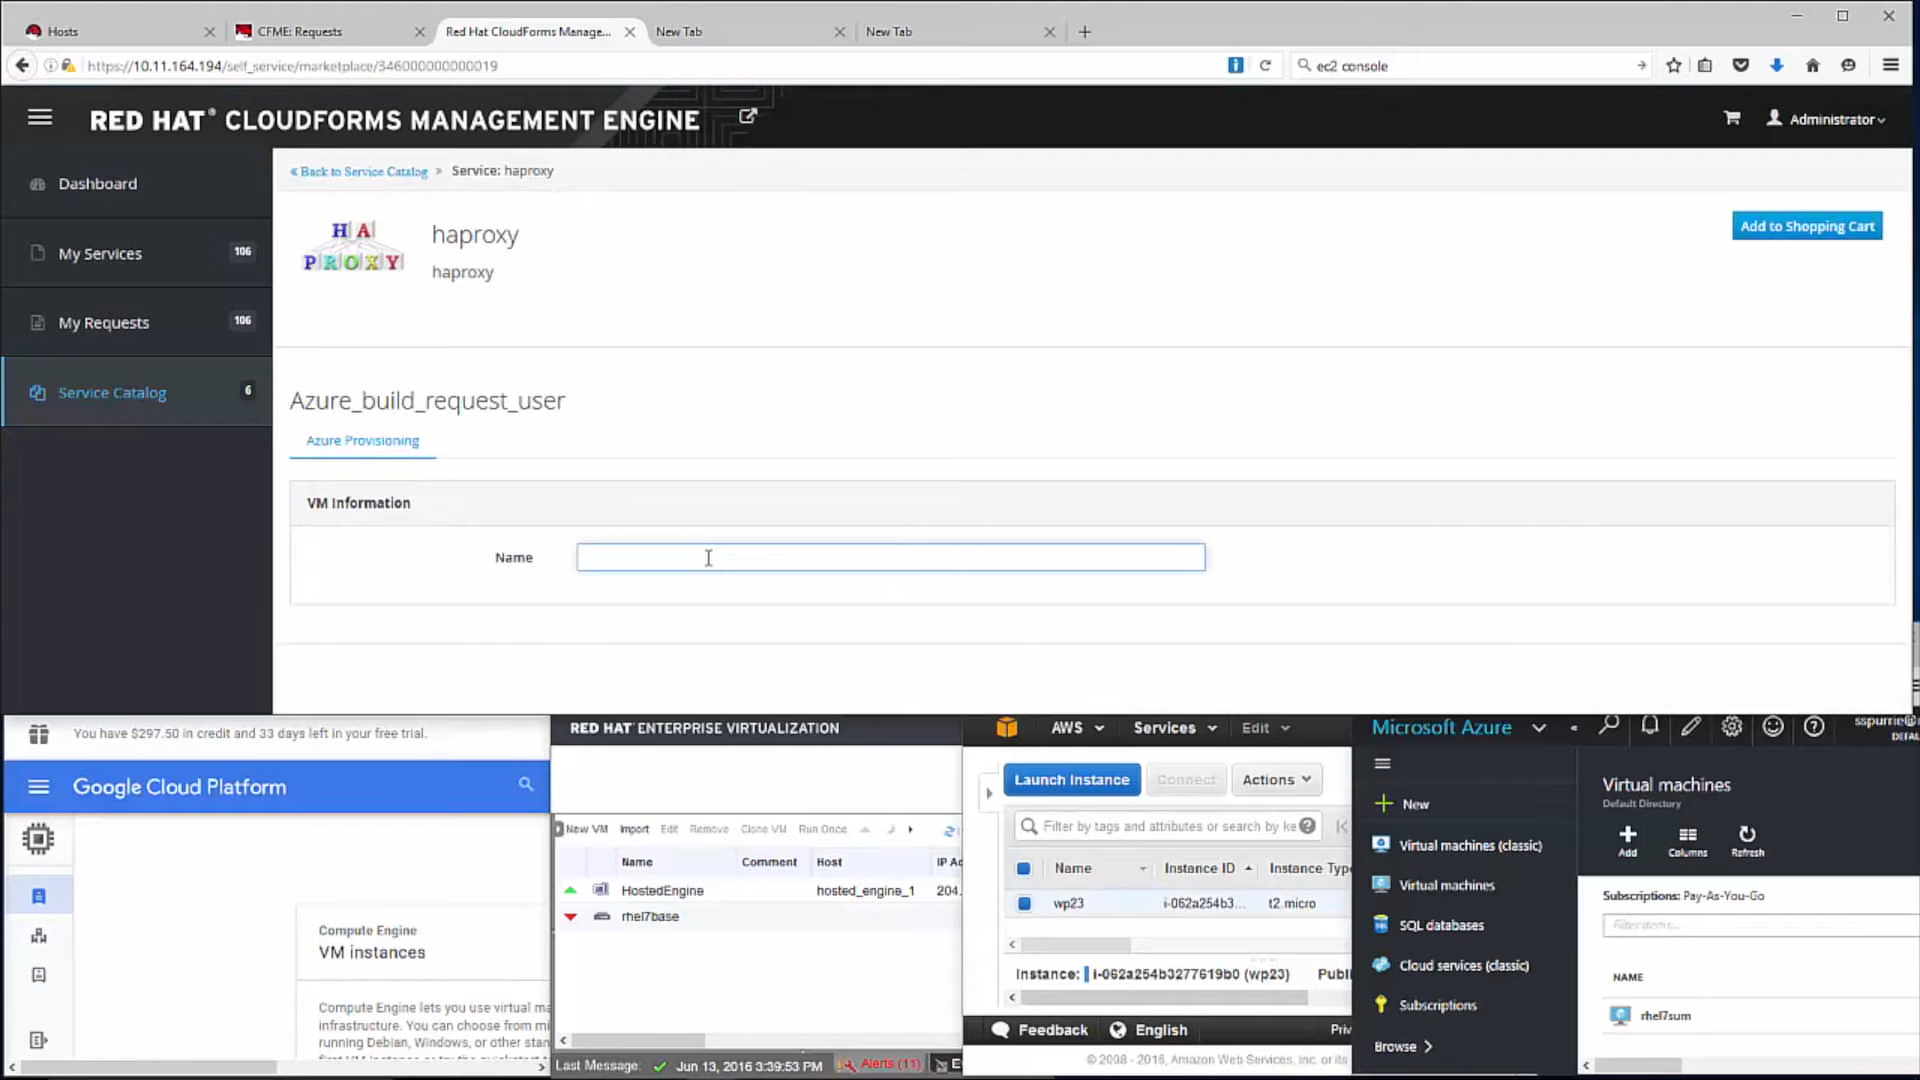 Hosts
CFME: Requests
Red Hat CloudForms Manage...
New Tab
New Tab
https://10.11.164.194/self_service/marketplace/346000000000019
ec2 console
RED HAT® CLOUDFORMS MANAGEMENT ENGINE
Administrator
Dashboard
My Services 106
My Requests 106
Service Catalog 6
« Back to Service Catalog » Service: haproxy
HA
PROXY
haproxy
haproxy
Add to Shopping Cart
Azure_build_request_user
Azure Provisioning
VM Information
Name
You have $297.50 in credit and 33 days left in your free trial.
Google Cloud Platform
Compute Engine
VM instances
Compute Engine lets you use virtual ma
infrastructure. You can choose from mi
running Debian, Windows, or other stan
RED HAT ENTERPRISE VIRTUALIZATION
New VM Import Edit Remove Clone VM Run Once
Name Comment Host IP Ac
HostedEngine hosted_engine_1 204.
rhel7base
Last Message: Jun 13, 2016 3:39:53 PM Alerts (11) E
AWS Services Edit
Launch Instance Connect Actions
Filter by tags and attributes or search by ke
Name Instance ID Instance Typ
wp23 i-062a254b3... t2.micro
Instance: i-062a254b3277619b0 (wp23) Publi
Feedback English Priv
© 2008 - 2016, Amazon Web Services, Inc. or its
Microsoft Azure
sspurrie@
DEFAL
New
Virtual machines (classic)
Virtual machines
SQL databases
Cloud services (classic)
Subscriptions
Browse >
Virtual machines
Default Directory
Add Columns Refresh
Subscriptions: Pay-As-You-Go
Filter items...
NAME
rhel7sum